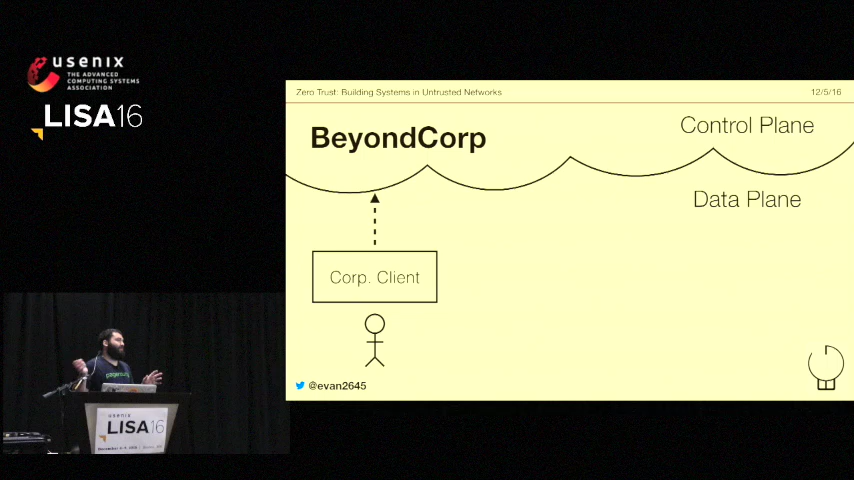 usenix
THE ADVANCED
COMPUTING SYSTEMS
ASSOCIATION
LISA16
Zero Trust: Building Systems in Untrusted Networks
12/5/16
BeyondCorp
Control Plane
Data Plane
Corp. Client
@evan2645
pagerduty
usenix
LISA16